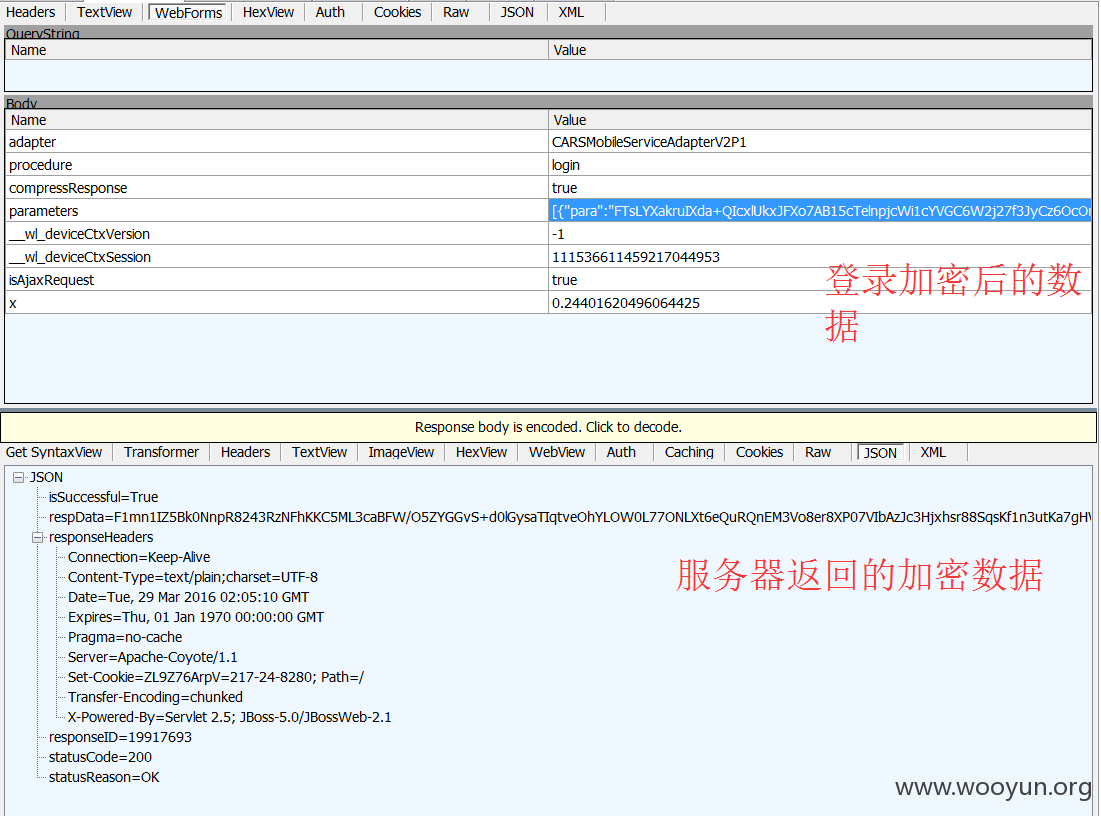 Headers TextView WebForms HexView Auth Cookies Raw JSON XML
QueryString
Name Value
Body
Name Value
adapter CARSMobileServiceAdapterV2P1
procedure login
compressResponse true
parameters [{"para":"FTsLYXakruIXda+QIcxlUkxJFXo7AB15cTelnpjcWi1cYVGC6W2j27f3JyCz6OcOr
__wl_deviceCtxVersion -1
__wl_deviceCtxSession 111536611459217044953
isAjaxRequest true
x 0.24401620496064425
登录加密后的数
据
Response body is encoded. Click to decode.
Get SyntaxView Transformer Headers TextView ImageView HexView WebView Auth Caching Cookies Raw JSON XML
JSON
isSuccessful=True
respData=F1mn1IZ5Bk0NnpR8243RzNFhKKC5ML3caBFW/O5ZYGGvS+d0lGysaTIqtveOhYLOW0L77ONLXt6eQuRQnEM3Vo8er8XP07VIbAzJc3Hjxhsr88SqsKf1n3utKa7gHV
responseHeaders
Connection=Keep-Alive
Content-Type=text/plain;charset=UTF-8
Date=Tue, 29 Mar 2016 02:05:10 GMT
Expires=Thu, 01 Jan 1970 00:00:00 GMT
Pragma=no-cache
Server=Apache-Coyote/1.1
Set-Cookie=ZL9Z76ArpV=217-24-8280; Path=/
Transfer-Encoding=chunked
X-Powered-By=Servlet 2.5; JBoss-5.0/JBossWeb-2.1
responseID=19917693
statusCode=200
statusReason=OK
服务器返回的加密数据
www.wooyun.org